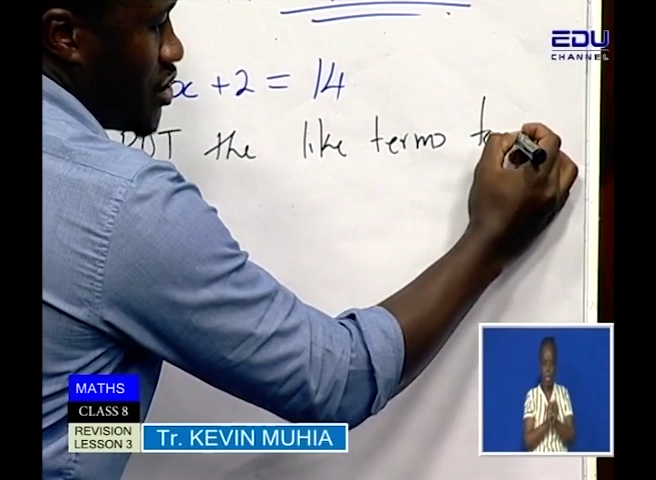 EDU
CHANNEL
x + 2 = 14
the like terms
MATHS
CLASS 8
REVISION
LESSON 3
Tr. KEVIN MUHIA